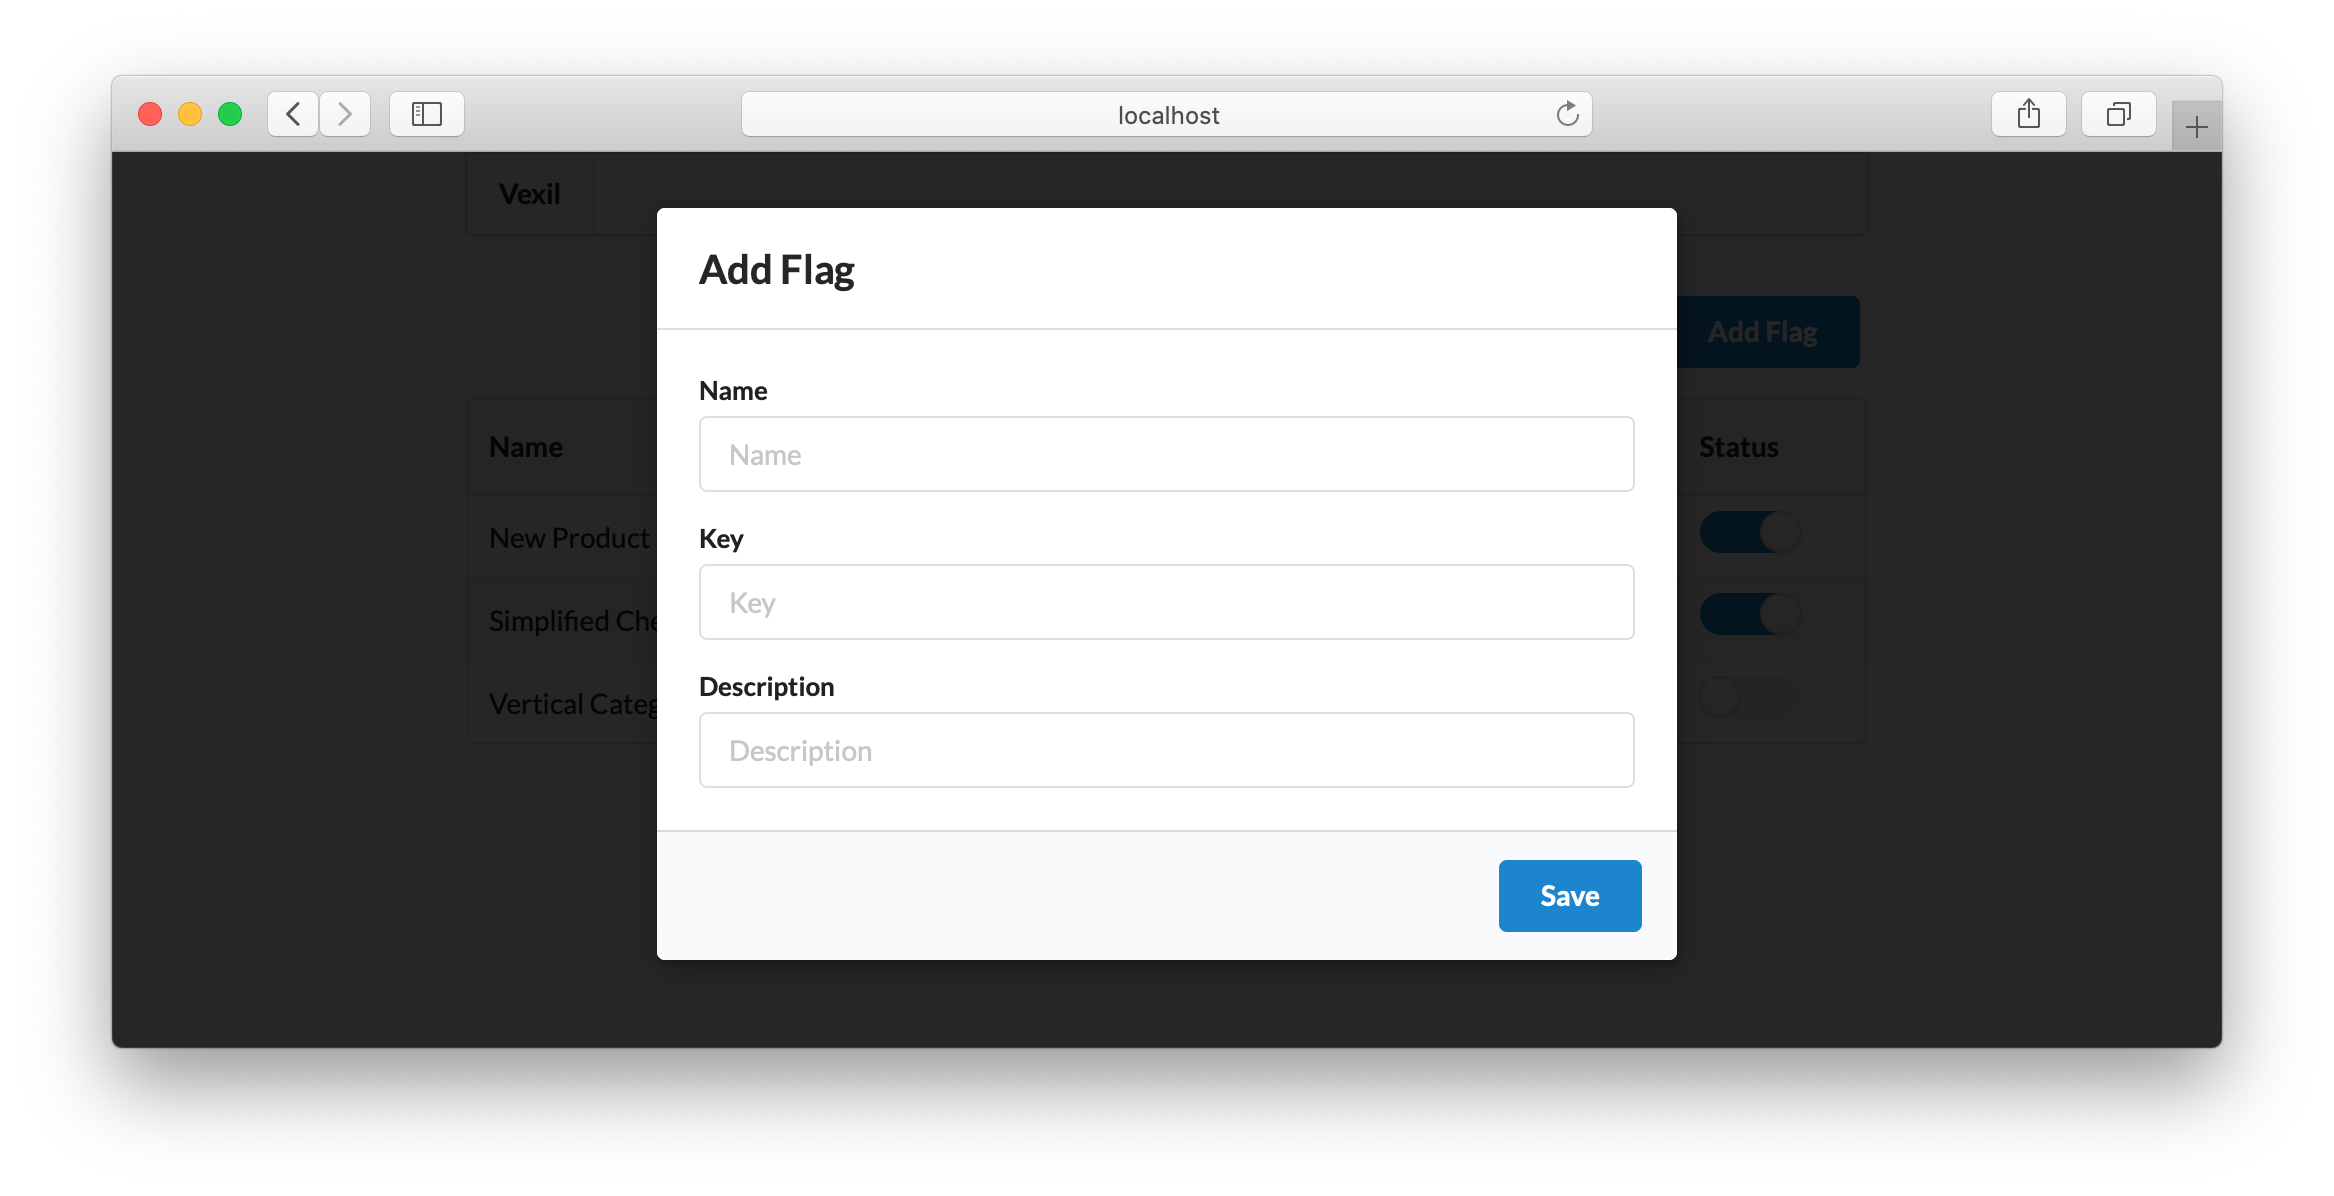 localhost
Vexil
Add Flag
Add Flag
Name
Name
Key
Key
Description
Description
Save
Name
Status
New Product
Simplified Che
Vertical Categ